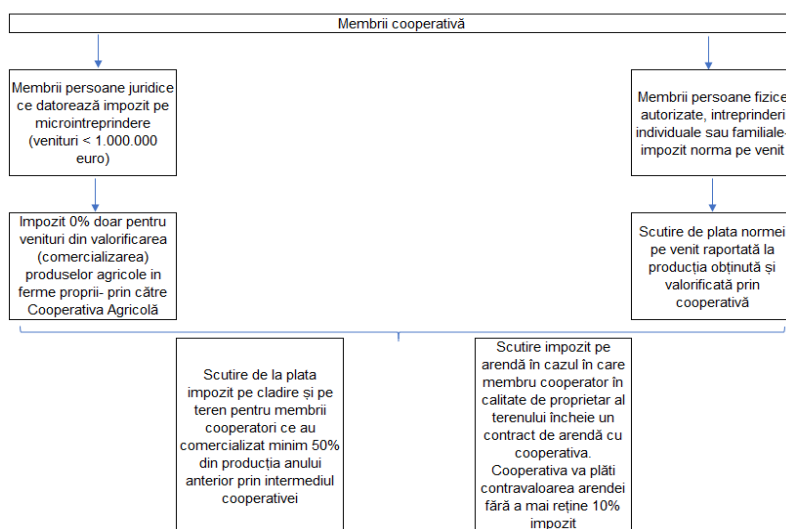 Membrii cooperativă
Membrii persoane juridice
ce datorează impozit pe
microintreprindere
(venituri < 1.000.000
euro)
Membrii persoane fizice
autorizate, intreprinderi
individuale sau familiale-
impozit norma pe venit
Impozit 0% doar pentru
venituri din valorificarea
(comercializarea)
produselor agricole in
ferme proprii- prin către
Cooperativa Agricolă
Scutire de plata normei
pe venit raportată la
producția obținută și
valorificată prin
cooperativă
Scutire de la plata
impozit pe cladire și pe
teren pentru membrii
cooperatori ce au
comercializat minim 50%
din producția anului
anterior prin intermediul
cooperativei
Scutire impozit pe
arendă în cazul în care
membru cooperator în
calitate de proprietar al
terenului încheie un
contract de arendă cu
cooperativa.
Cooperativa va plăti
contravaloarea arendei
fără a mai reține 10%
impozit